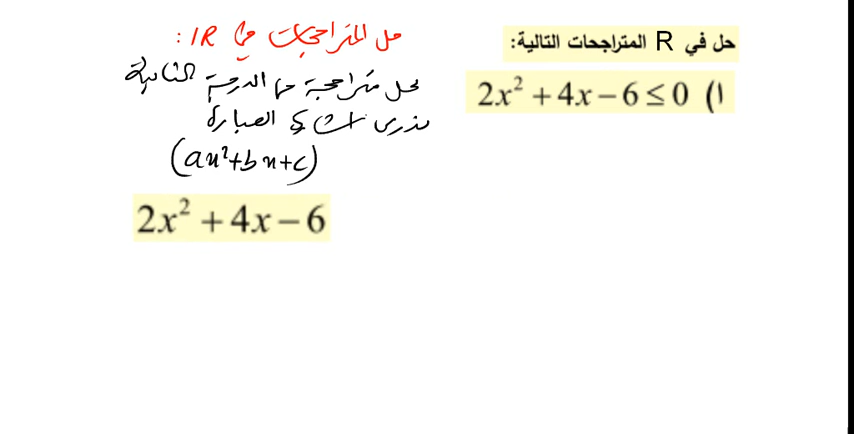 حل في R المتراجحات التالية:
2x² + 4x − 6 ≤ 0 (ا
حل المتراجحات في IR :
لحل متراجحة من الدرجة الثانية
ندرس إشارة العبارة
(ax²+bx+c)
2x² + 4x − 6